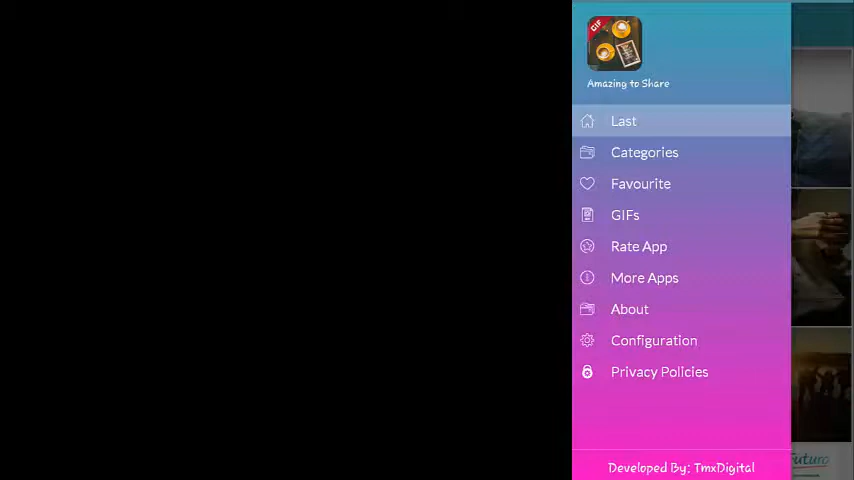 GIF
Amazing to Share
Last
Categories
Favourite
GIFs
Rate App
More Apps
About
Configuration
Privacy Policies
Developed By: TmxDigital
Futuro